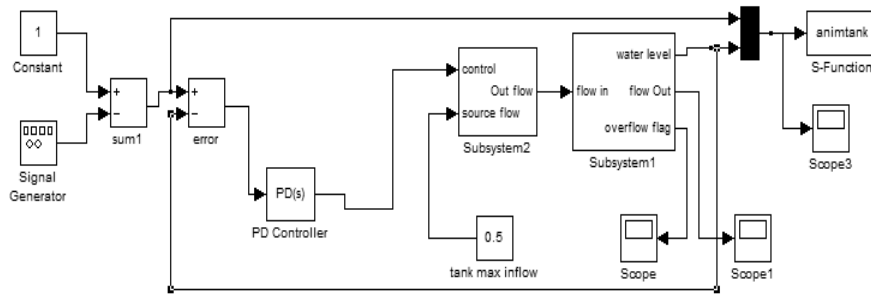 1
Constant
+
−
sum1
Signal
Generator
+
−
error
PD(s)
PD Controller
control
Out flow
source flow
Subsystem2
0.5
tank max inflow
water level
flow in
flow Out
overflow flag
Subsystem1
Scope
Scope1
animtank
S-Function
Scope3